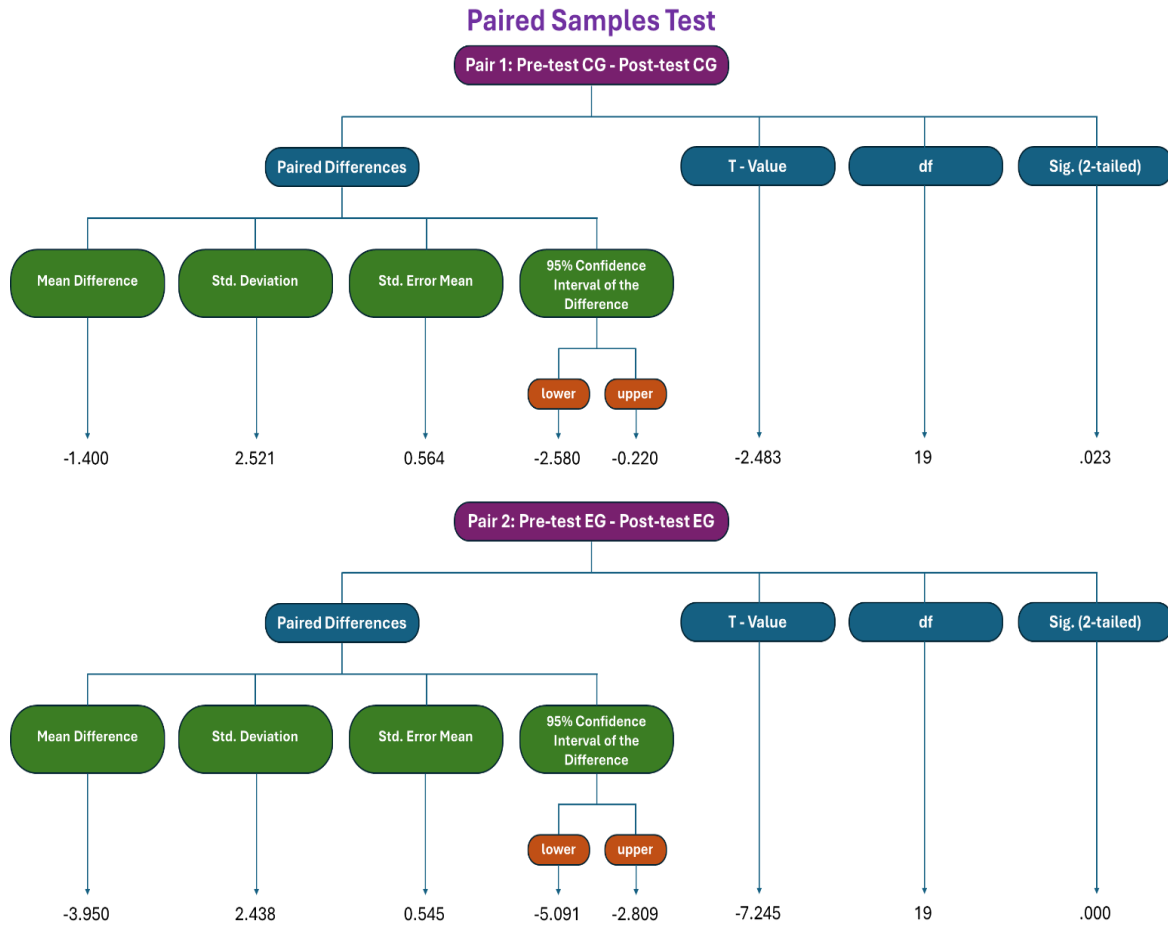 Paired Samples Test
Pair 1: Pre-test CG - Post-test CG
Paired Differences
T - Value
df
Sig. (2-tailed)
Mean Difference
Std. Deviation
Std. Error Mean
95% Confidence
Interval of the
Difference
lower
upper
-1.400
2.521
0.564
-2.580
-0.220
-2.483
19
.023
Pair 2: Pre-test EG - Post-test EG
Paired Differences
T - Value
df
Sig. (2-tailed)
Mean Difference
Std. Deviation
Std. Error Mean
95% Confidence
Interval of the
Difference
lower
upper
-3.950
2.438
0.545
-5.091
-2.809
-7.245
19
.000